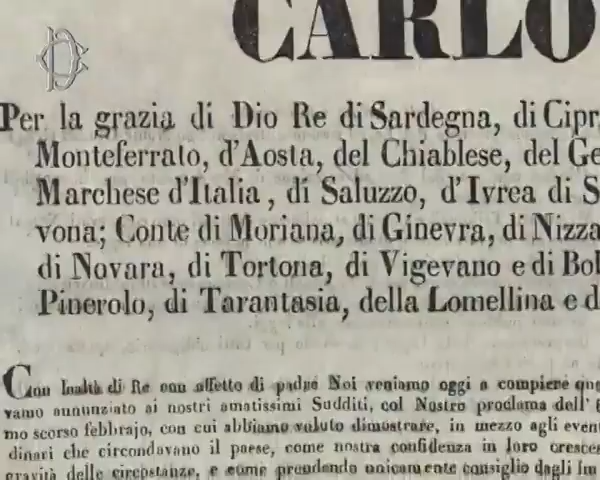 CARLO
Per la grazia di Dio Re di Sardegna, di Cipr
Monteferrato, d'Aosta, del Chiablese, del Ge
Marchese d'Italia, di Saluzzo, d'Ivrea di S
vona; Conte di Moriana, di Ginevra, di Nizza
di Novara, di Tortona, di Vigevano e di Bol
Pinerolo, di Tarantasia, della Lomellina e d
Con lealtà di Re con affetto di padre Noi veniamo oggi a compiere que
vamo annunziato ai nostri amatissimi Sudditi, col Nostro proclama dell'
mo scorso febbrajo, con cui abbiamo voluto dimostrare, in mezzo agli event
dinari che circondavano il paese, come nostra confidenza in loro cresces
gravità delle circostanze, e come prendendo unicamente consiglio dagli im